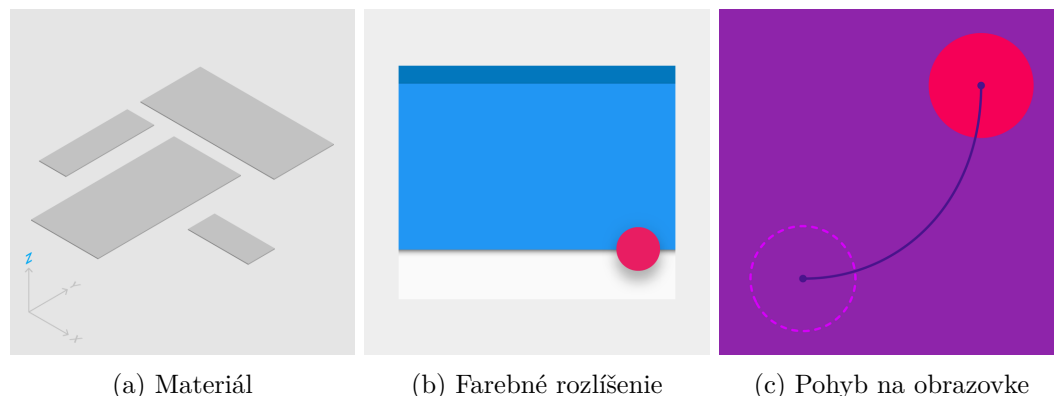 Z
Y
X
(a) Materiál
(b) Farebné rozlíšenie
(c) Pohyb na obrazovke